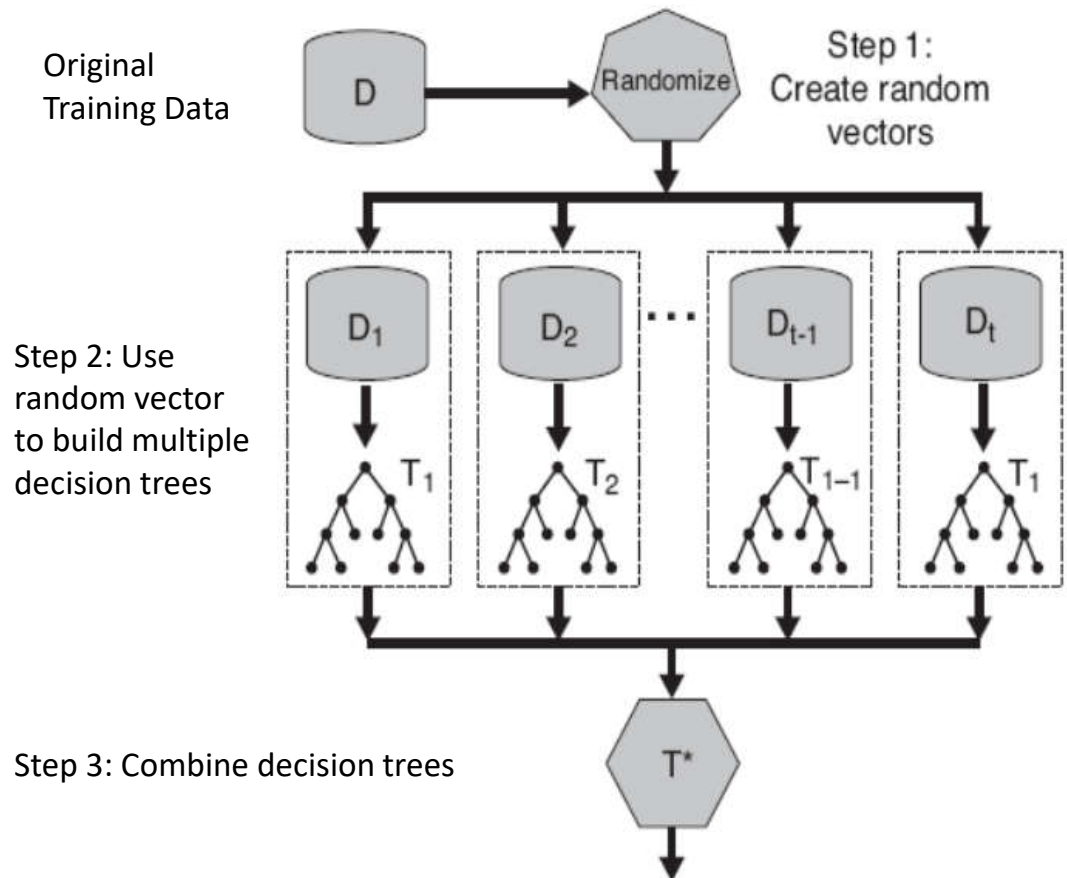 Original
Training Data
D
Randomize
Step 1:
Create random
vectors
D1
D2
...
Dt-1
Dt
Step 2: Use
random vector
to build multiple
decision trees
T1
T2
T1–1
T1
Step 3: Combine decision trees
T*